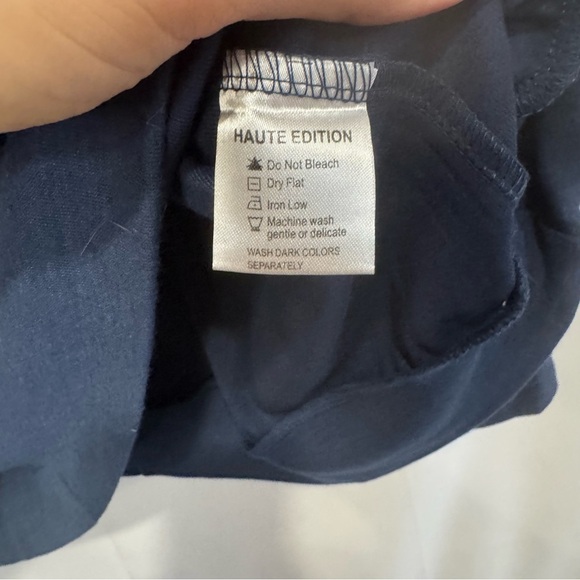 HAUTE EDITION
Do Not Bleach
Dry Flat
Iron Low
Machine wash
gentle or delicate
WASH DARK COLORS
SEPARATELY